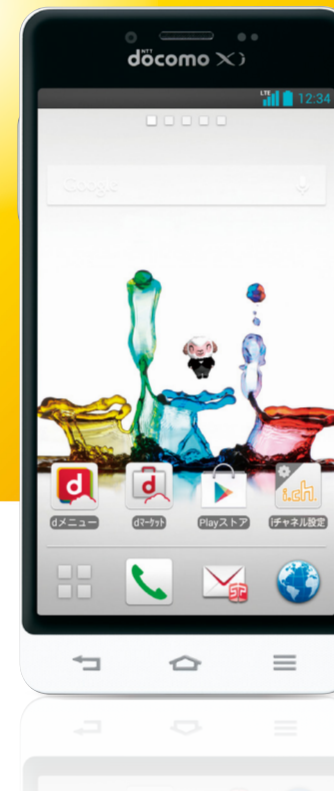 NTT
döcomo Xi
LTE 12:34
Google
dメニュー
dマーケット
Playストア
i.ch.
iチャネル設定
SP